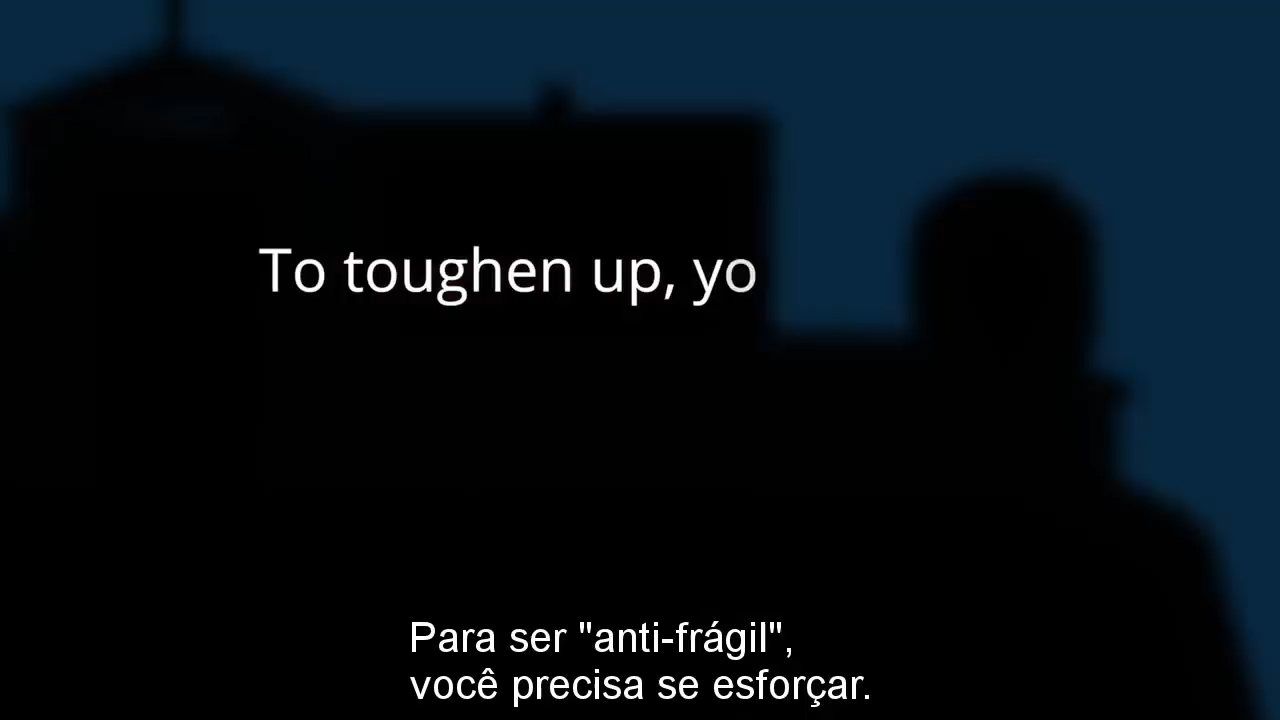 To toughen up, yo
Para ser "anti-frágil",
você precisa se esforçar.